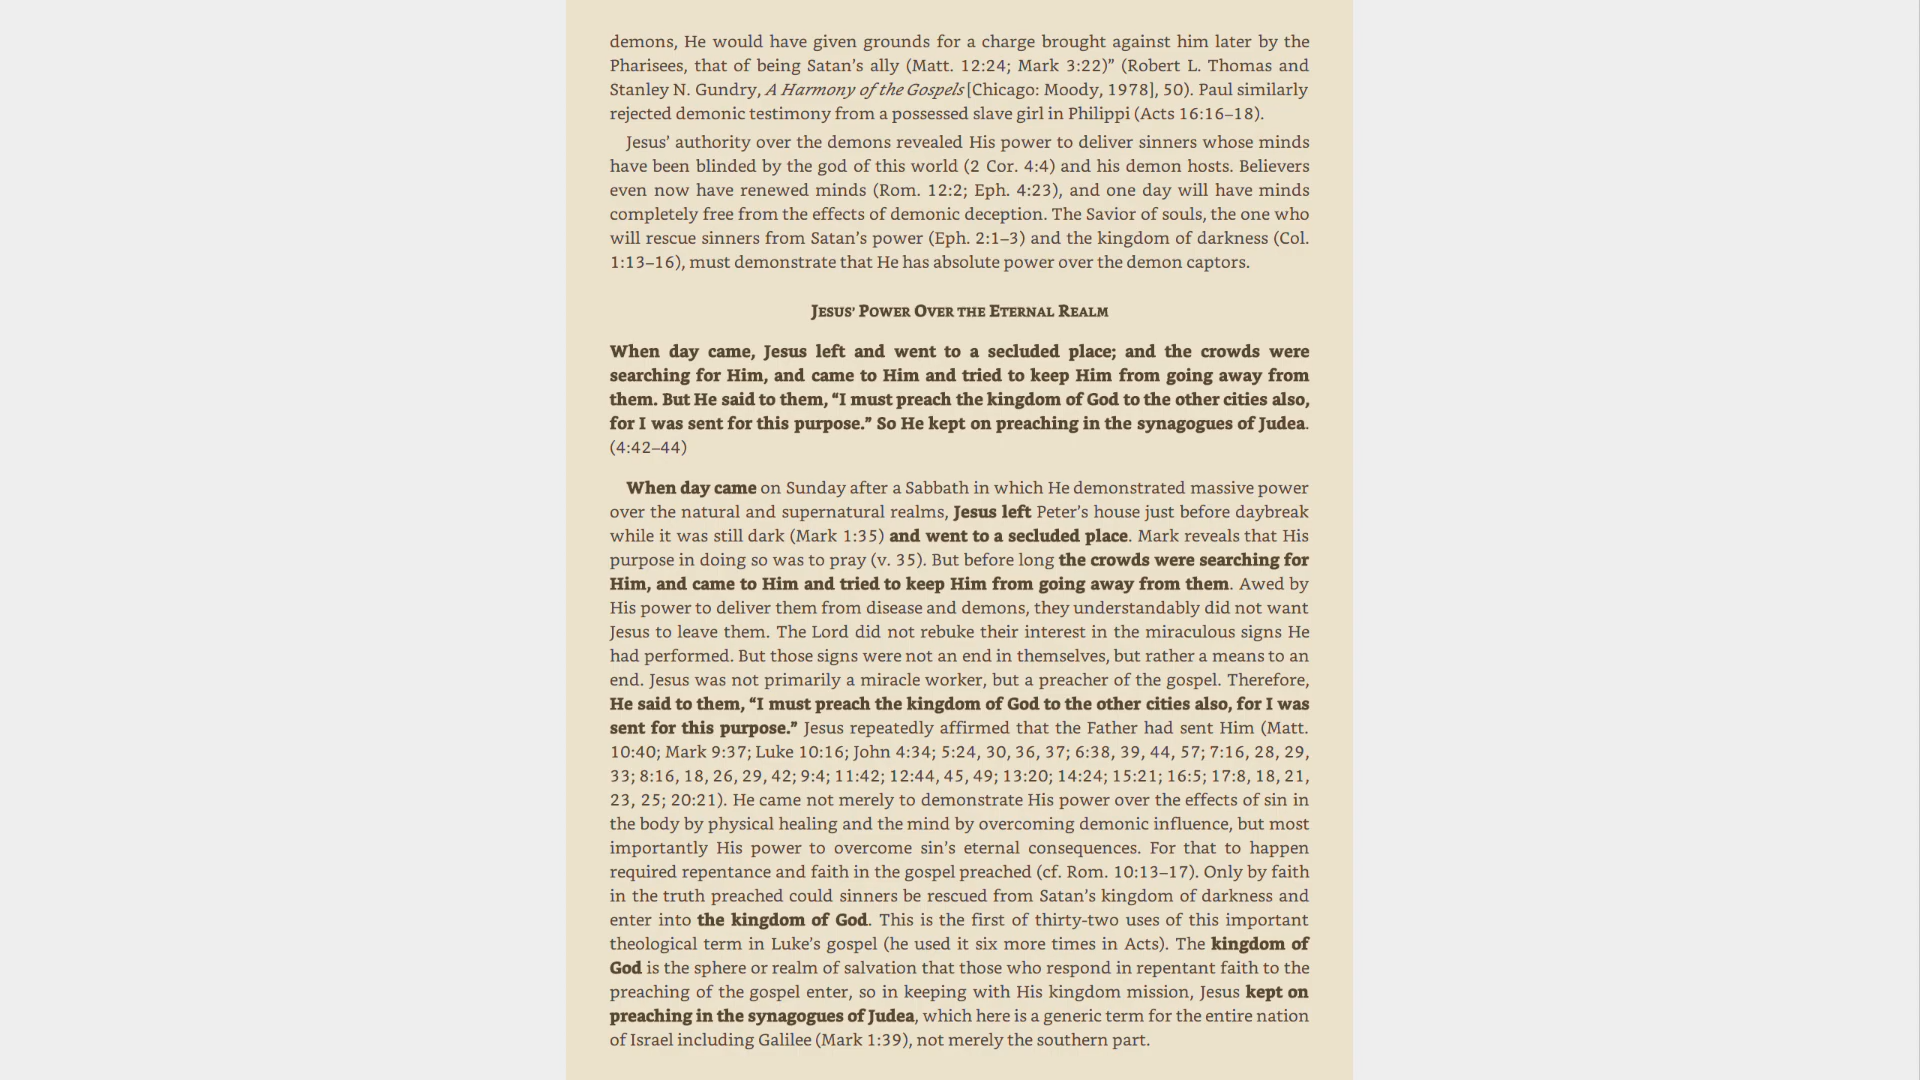 demons, He would have given grounds for a charge brought against him later by the
Pharisees, that of being Satan’s ally (Matt. 12:24; Mark 3:22)” (Robert L. Thomas and
Stanley N. Gundry, A Harmony of the Gospels [Chicago: Moody, 1978], 50). Paul similarly
rejected demonic testimony from a possessed slave girl in Philippi (Acts 16:16–18).
Jesus’ authority over the demons revealed His power to deliver sinners whose minds
have been blinded by the god of this world (2 Cor. 4:4) and his demon hosts. Believers
even now have renewed minds (Rom. 12:2; Eph. 4:23), and one day will have minds
completely free from the effects of demonic deception. The Savior of souls, the one who
will rescue sinners from Satan’s power (Eph. 2:1–3) and the kingdom of darkness (Col.
1:13–16), must demonstrate that He has absolute power over the demon captors.
Jesus’ Power Over the Eternal Realm
When day came, Jesus left and went to a secluded place; and the crowds were
searching for Him, and came to Him and tried to keep Him from going away from
them. But He said to them, “I must preach the kingdom of God to the other cities also,
for I was sent for this purpose.” So He kept on preaching in the synagogues of Judea.
(4:42–44)
When day came on Sunday after a Sabbath in which He demonstrated massive power
over the natural and supernatural realms, Jesus left Peter’s house just before daybreak
while it was still dark (Mark 1:35) and went to a secluded place. Mark reveals that His
purpose in doing so was to pray (v. 35). But before long the crowds were searching for
Him, and came to Him and tried to keep Him from going away from them. Awed by
His power to deliver them from disease and demons, they understandably did not want
Jesus to leave them. The Lord did not rebuke their interest in the miraculous signs He
had performed. But those signs were not an end in themselves, but rather a means to an
end. Jesus was not primarily a miracle worker, but a preacher of the gospel. Therefore,
He said to them, “I must preach the kingdom of God to the other cities also, for I was
sent for this purpose.” Jesus repeatedly affirmed that the Father had sent Him (Matt.
10:40; Mark 9:37; Luke 10:16; John 4:34; 5:24, 30, 36, 37; 6:38, 39, 44, 57; 7:16, 28, 29,
33; 8:16, 18, 26, 29, 42; 9:4; 11:42; 12:44, 45, 49; 13:20; 14:24; 15:21; 16:5; 17:8, 18, 21,
23, 25; 20:21). He came not merely to demonstrate His power over the effects of sin in
the body by physical healing and the mind by overcoming demonic influence, but most
importantly His power to overcome sin’s eternal consequences. For that to happen
required repentance and faith in the gospel preached (cf. Rom. 10:13–17). Only by faith
in the truth preached could sinners be rescued from Satan’s kingdom of darkness and
enter into the kingdom of God. This is the first of thirty-two uses of this important
theological term in Luke’s gospel (he used it six more times in Acts). The kingdom of
God is the sphere or realm of salvation that those who respond in repentant faith to the
preaching of the gospel enter, so in keeping with His kingdom mission, Jesus kept on
preaching in the synagogues of Judea, which here is a generic term for the entire nation
of Israel including Galilee (Mark 1:39), not merely the southern part.